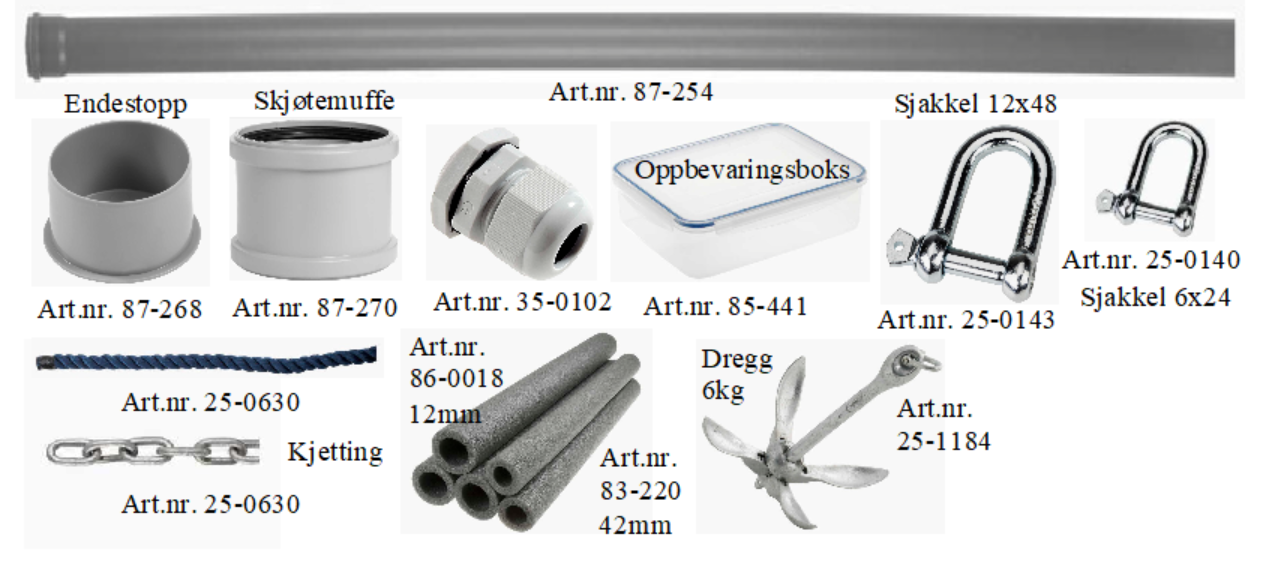 Art.nr. 87-254
Endestopp
Art.nr. 87-268
Skjøtemuffe
Art.nr. 87-270
Art.nr. 35-0102
Oppbevaringsboks
Art.nr. 85-441
Sjakkel 12x48
Art.nr. 25-0143
Art.nr. 25-0140
Sjakkel 6x24
Art.nr. 25-0630
Kjetting
Art.nr. 25-0630
Art.nr.
86-0018
12mm
Art.nr.
83-220
42mm
Dregg
6kg
Art.nr.
25-1184